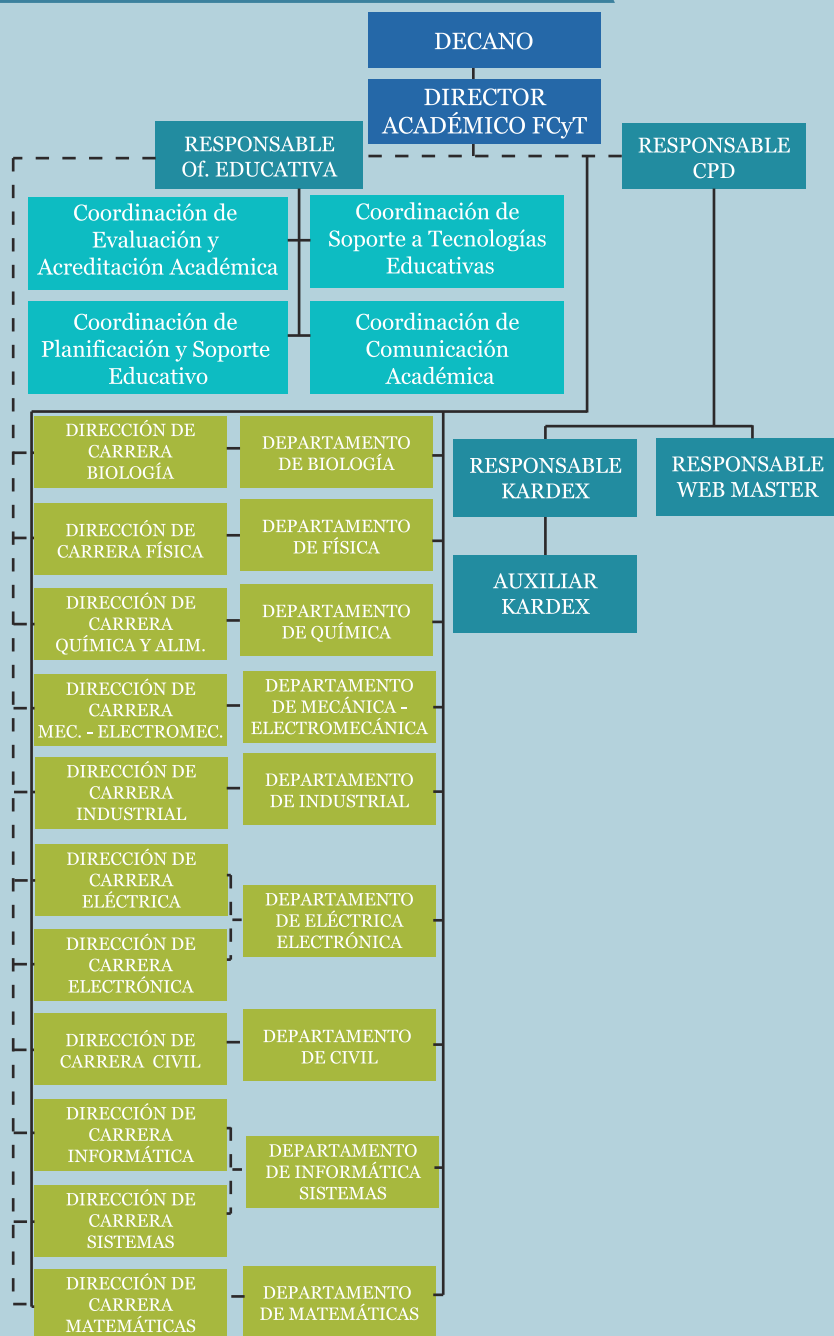 DECANO
DIRECTOR
ACADÉMICO FCyT
RESPONSABLE
Of. EDUCATIVA
RESPONSABLE
CPD
Coordinación de
Evaluación y
Acreditación Académica
Coordinación de
Soporte a Tecnologías
Educativas
Coordinación de
Planificación y Soporte
Educativo
Coordinación de
Comunicación
Académica
RESPONSABLE
KARDEX
RESPONSABLE
WEB MASTER
AUXILIAR
KARDEX
DIRECCIÓN DE
CARRERA
BIOLOGÍA
DEPARTAMENTO
DE BIOLOGÍA
DIRECCIÓN DE
CARRERA FÍSICA
DEPARTAMENTO
DE FÍSICA
DIRECCIÓN DE
CARRERA
QUÍMICA Y ALIM.
DEPARTAMENTO
DE QUÍMICA
DIRECCIÓN DE
CARRERA
MEC. - ELECTROMEC.
DEPARTAMENTO
DE MECÁNICA -
ELECTROMECÁNICA
DIRECCIÓN DE
CARRERA
INDUSTRIAL
DEPARTAMENTO
DE INDUSTRIAL
DIRECCIÓN DE
CARRERA
ELÉCTRICA
DIRECCIÓN DE
CARRERA
ELECTRÓNICA
DEPARTAMENTO
DE ELÉCTRICA
ELECTRÓNICA
DIRECCIÓN DE
CARRERA CIVIL
DEPARTAMENTO
DE CIVIL
DIRECCIÓN DE
CARRERA
INFORMÁTICA
DIRECCIÓN DE
CARRERA
SISTEMAS
DEPARTAMENTO
DE INFORMÁTICA
SISTEMAS
DIRECCIÓN DE
CARRERA
MATEMÁTICAS
DEPARTAMENTO
DE MATEMÁTICAS